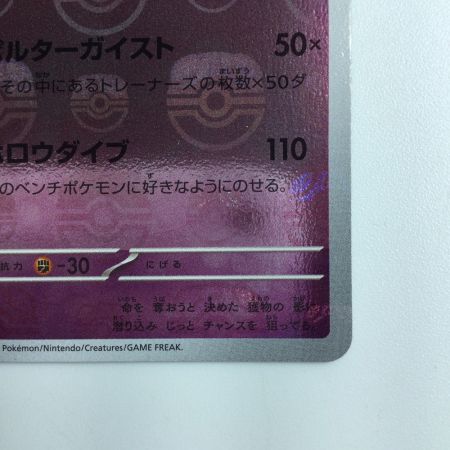 ポルターガイスト 50×
その中にあるトレーナーズの枚数×50ダ
ホロウダイブ 110
のベンチポケモンに好きなようにのせる。
抗力 -30 にげる
命を 奪おうと 決めた 獲物の 影に
潜り込み じっと チャンスを 狙ってる。
Pokémon/Nintendo/Creatures/GAME FREAK.